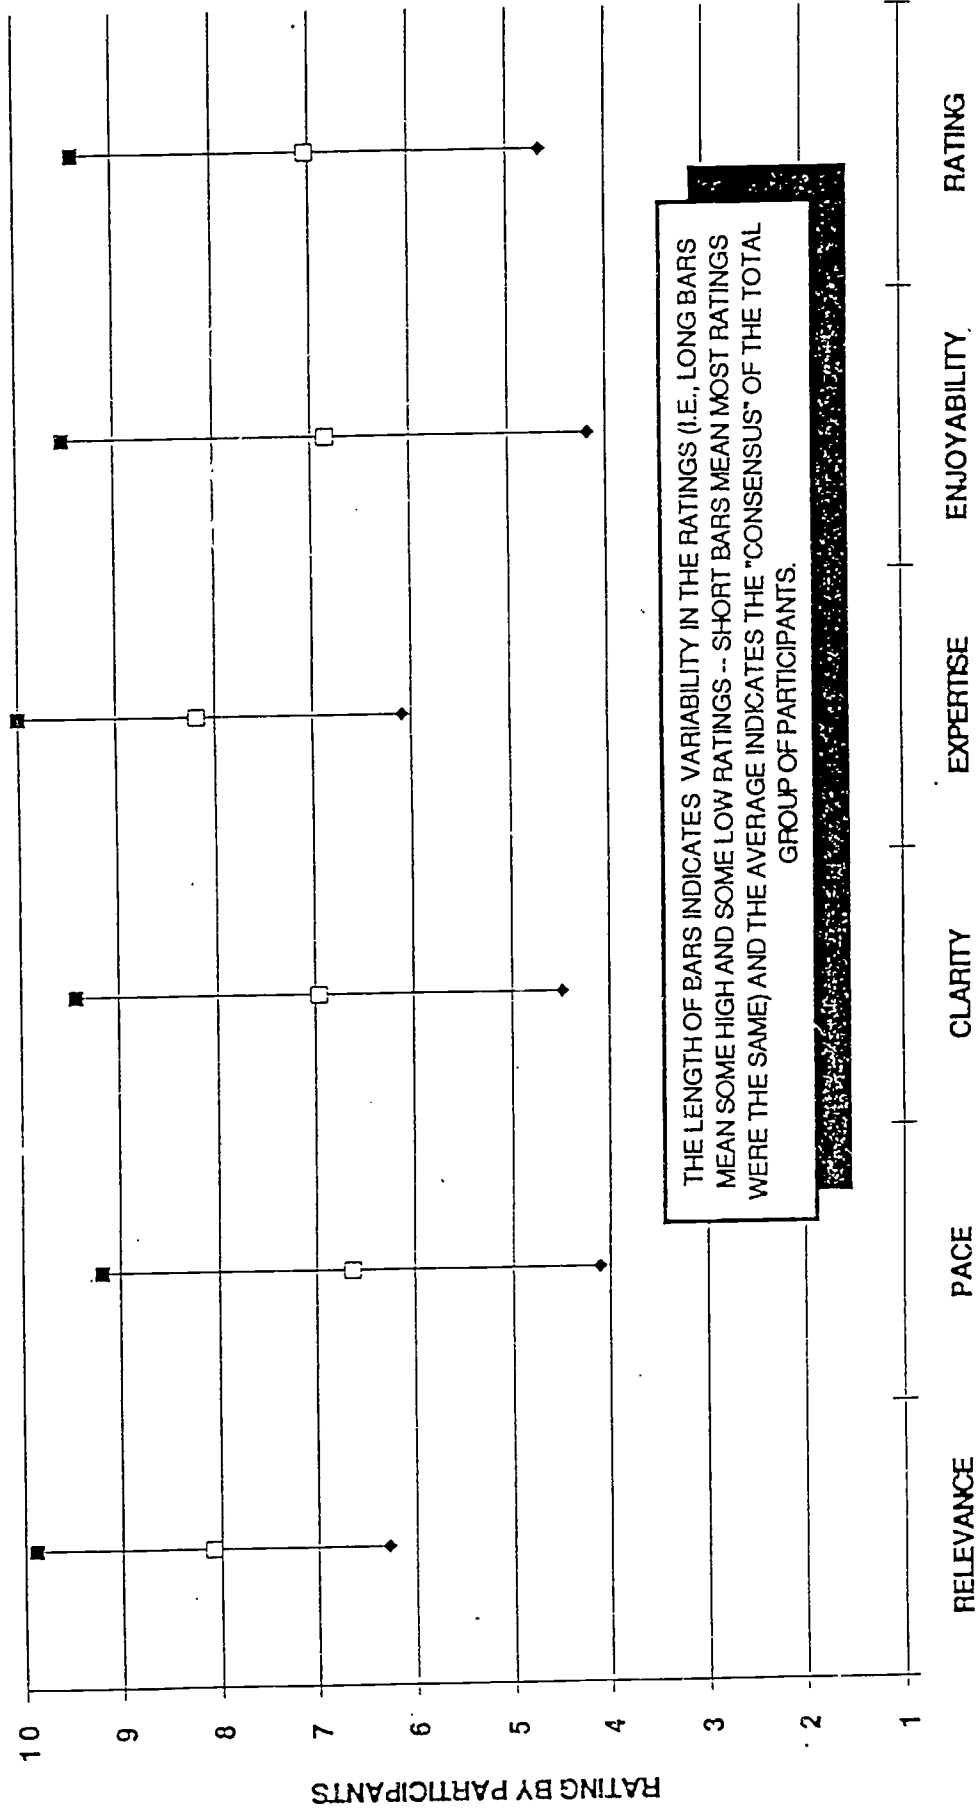 RATING BY PARTICIPANTS
10
9
8
7
6
5
4
3
2
1
THE LENGTH OF BARS INDICATES VARIABILITY IN THE RATINGS (I.E., LONG BARS
MEAN SOME HIGH AND SOME LOW RATINGS -- SHORT BARS MEAN MOST RATINGS
WERE THE SAME) AND THE AVERAGE INDICATES THE "CONSENSUS" OF THE TOTAL
GROUP OF PARTICIPANTS.
RELEVANCE
PACE
CLARITY
EXPERTISE
ENJOYABILITY
RATING